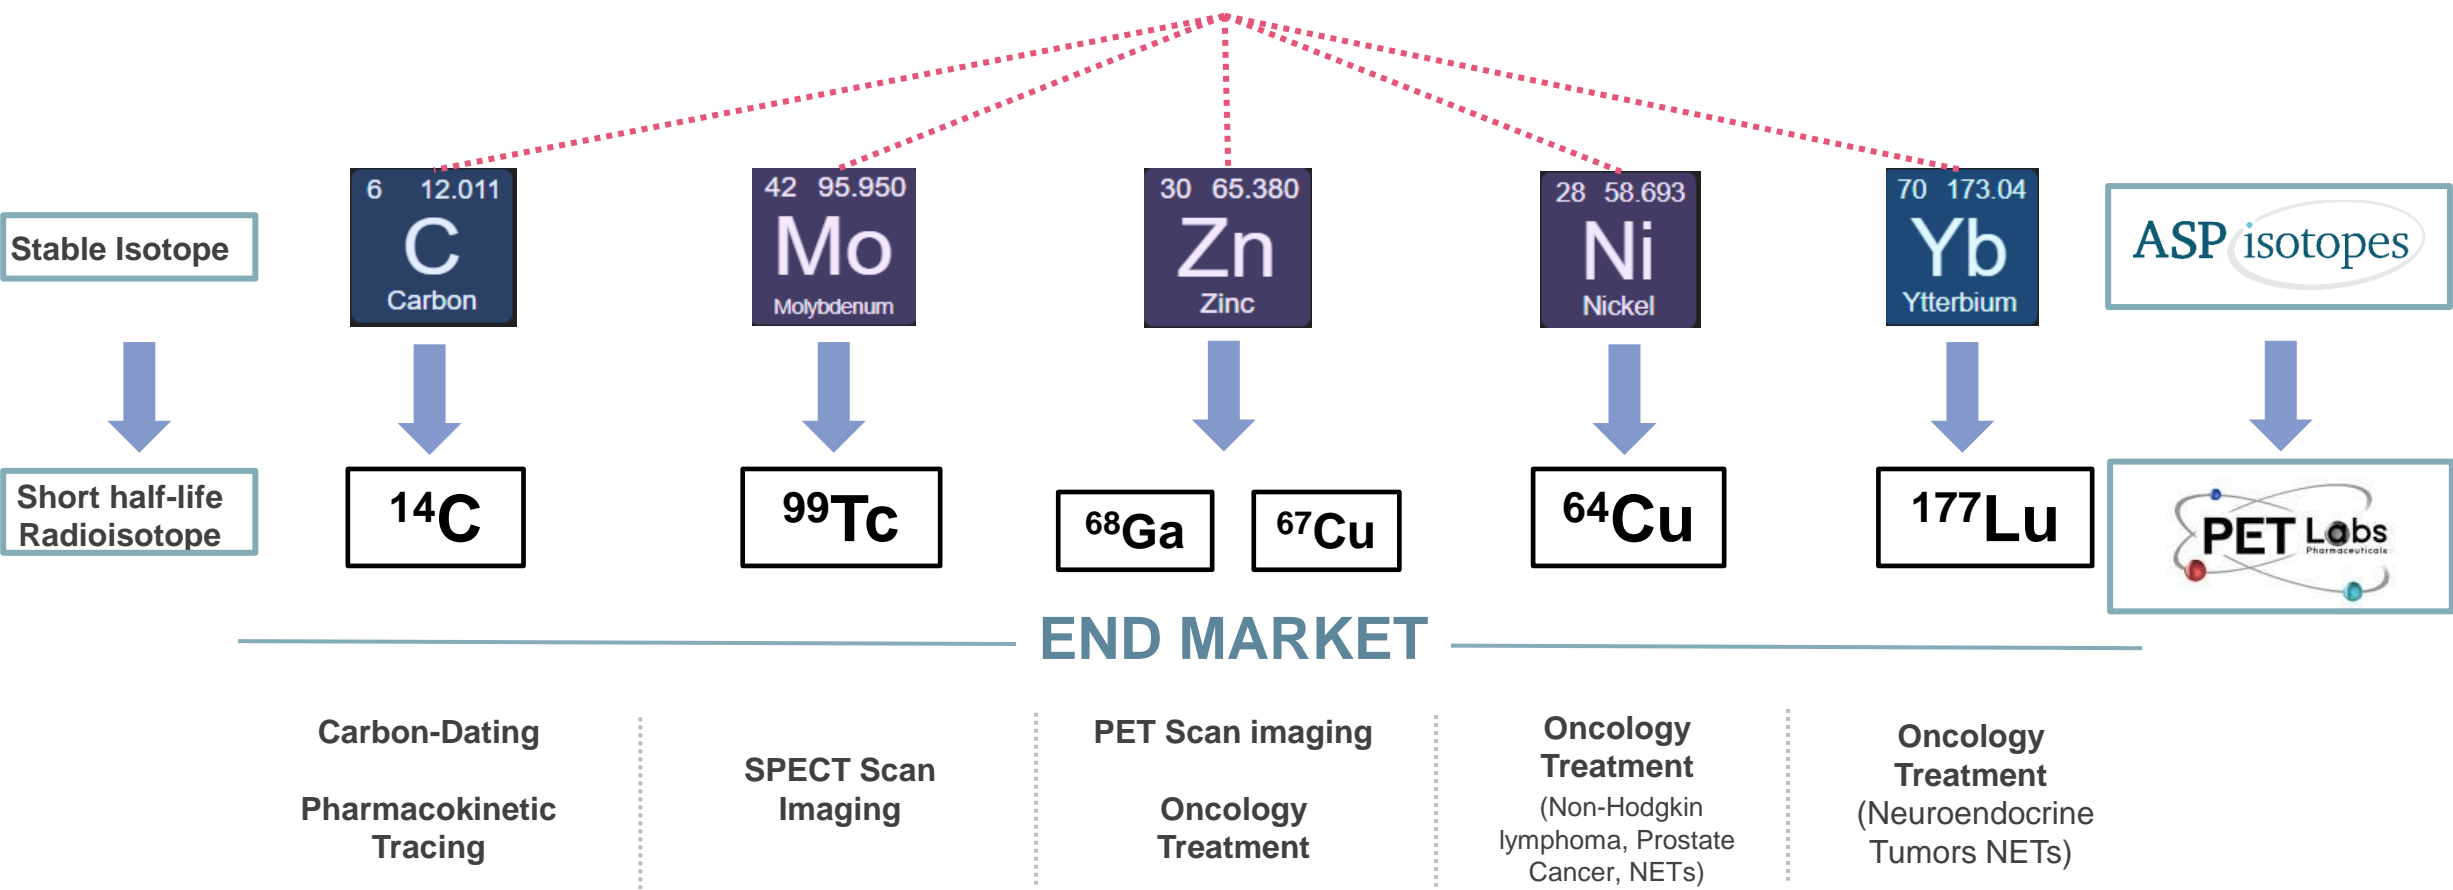 6 12.011
C
Carbon
42 95.950
Mo
Molybdenum
30 65.380
Zn
Zinc
28 58.693
Ni
Nickel
70 173.04
Yb
Ytterbium
Stable Isotope
ASP isotopes
Short half-life
Radioisotope
¹⁴C
⁹⁹Tc
⁶⁸Ga
⁶⁷Cu
⁶⁴Cu
¹⁷⁷Lu
PET Labs
Pharmaceuticals
END MARKET
Carbon-Dating
Pharmacokinetic
Tracing
SPECT Scan
Imaging
PET Scan imaging
Oncology
Treatment
Oncology
Treatment
(Non-Hodgkin
lymphoma, Prostate
Cancer, NETs)
Oncology
Treatment
(Neuroendocrine
Tumors NETs)